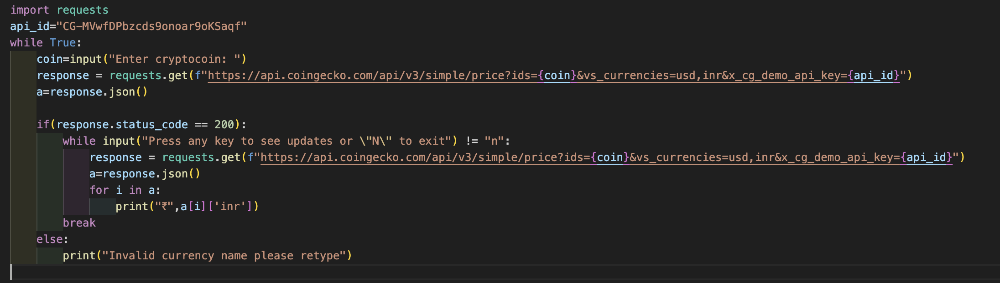 import requests
api_id="CG-MVwfDPbzcds9onoar9oKSaqf"
while True:
    coin=input("Enter cryptocoin: ")
    response = requests.get(f"https://api.coingecko.com/api/v3/simple/price?ids={coin}&vs_currencies=usd,inr&x_cg_demo_api_key={api_id}")
    a=response.json()

    if(response.status_code == 200):
        while input("Press any key to see updates or \"N\" to exit") != "n":
            response = requests.get(f"https://api.coingecko.com/api/v3/simple/price?ids={coin}&vs_currencies=usd,inr&x_cg_demo_api_key={api_id}")
            a=response.json()
            for i in a:
                print("₹",a[i]['inr'])
        break
    else:
        print("Invalid currency name please retype")